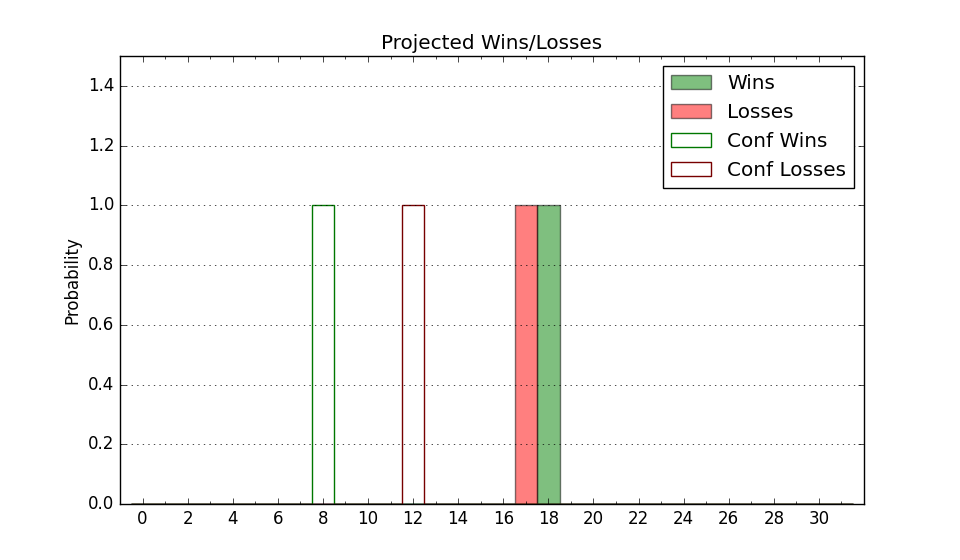 Projected Wins/Losses
Wins
Losses
Conf Wins
Conf Losses
Probability
1.4
1.2
1.0
0.8
0.6
0.4
0.2
0.0
0 2 4 6 8 10 12 14 16 18 20 22 24 26 28 30